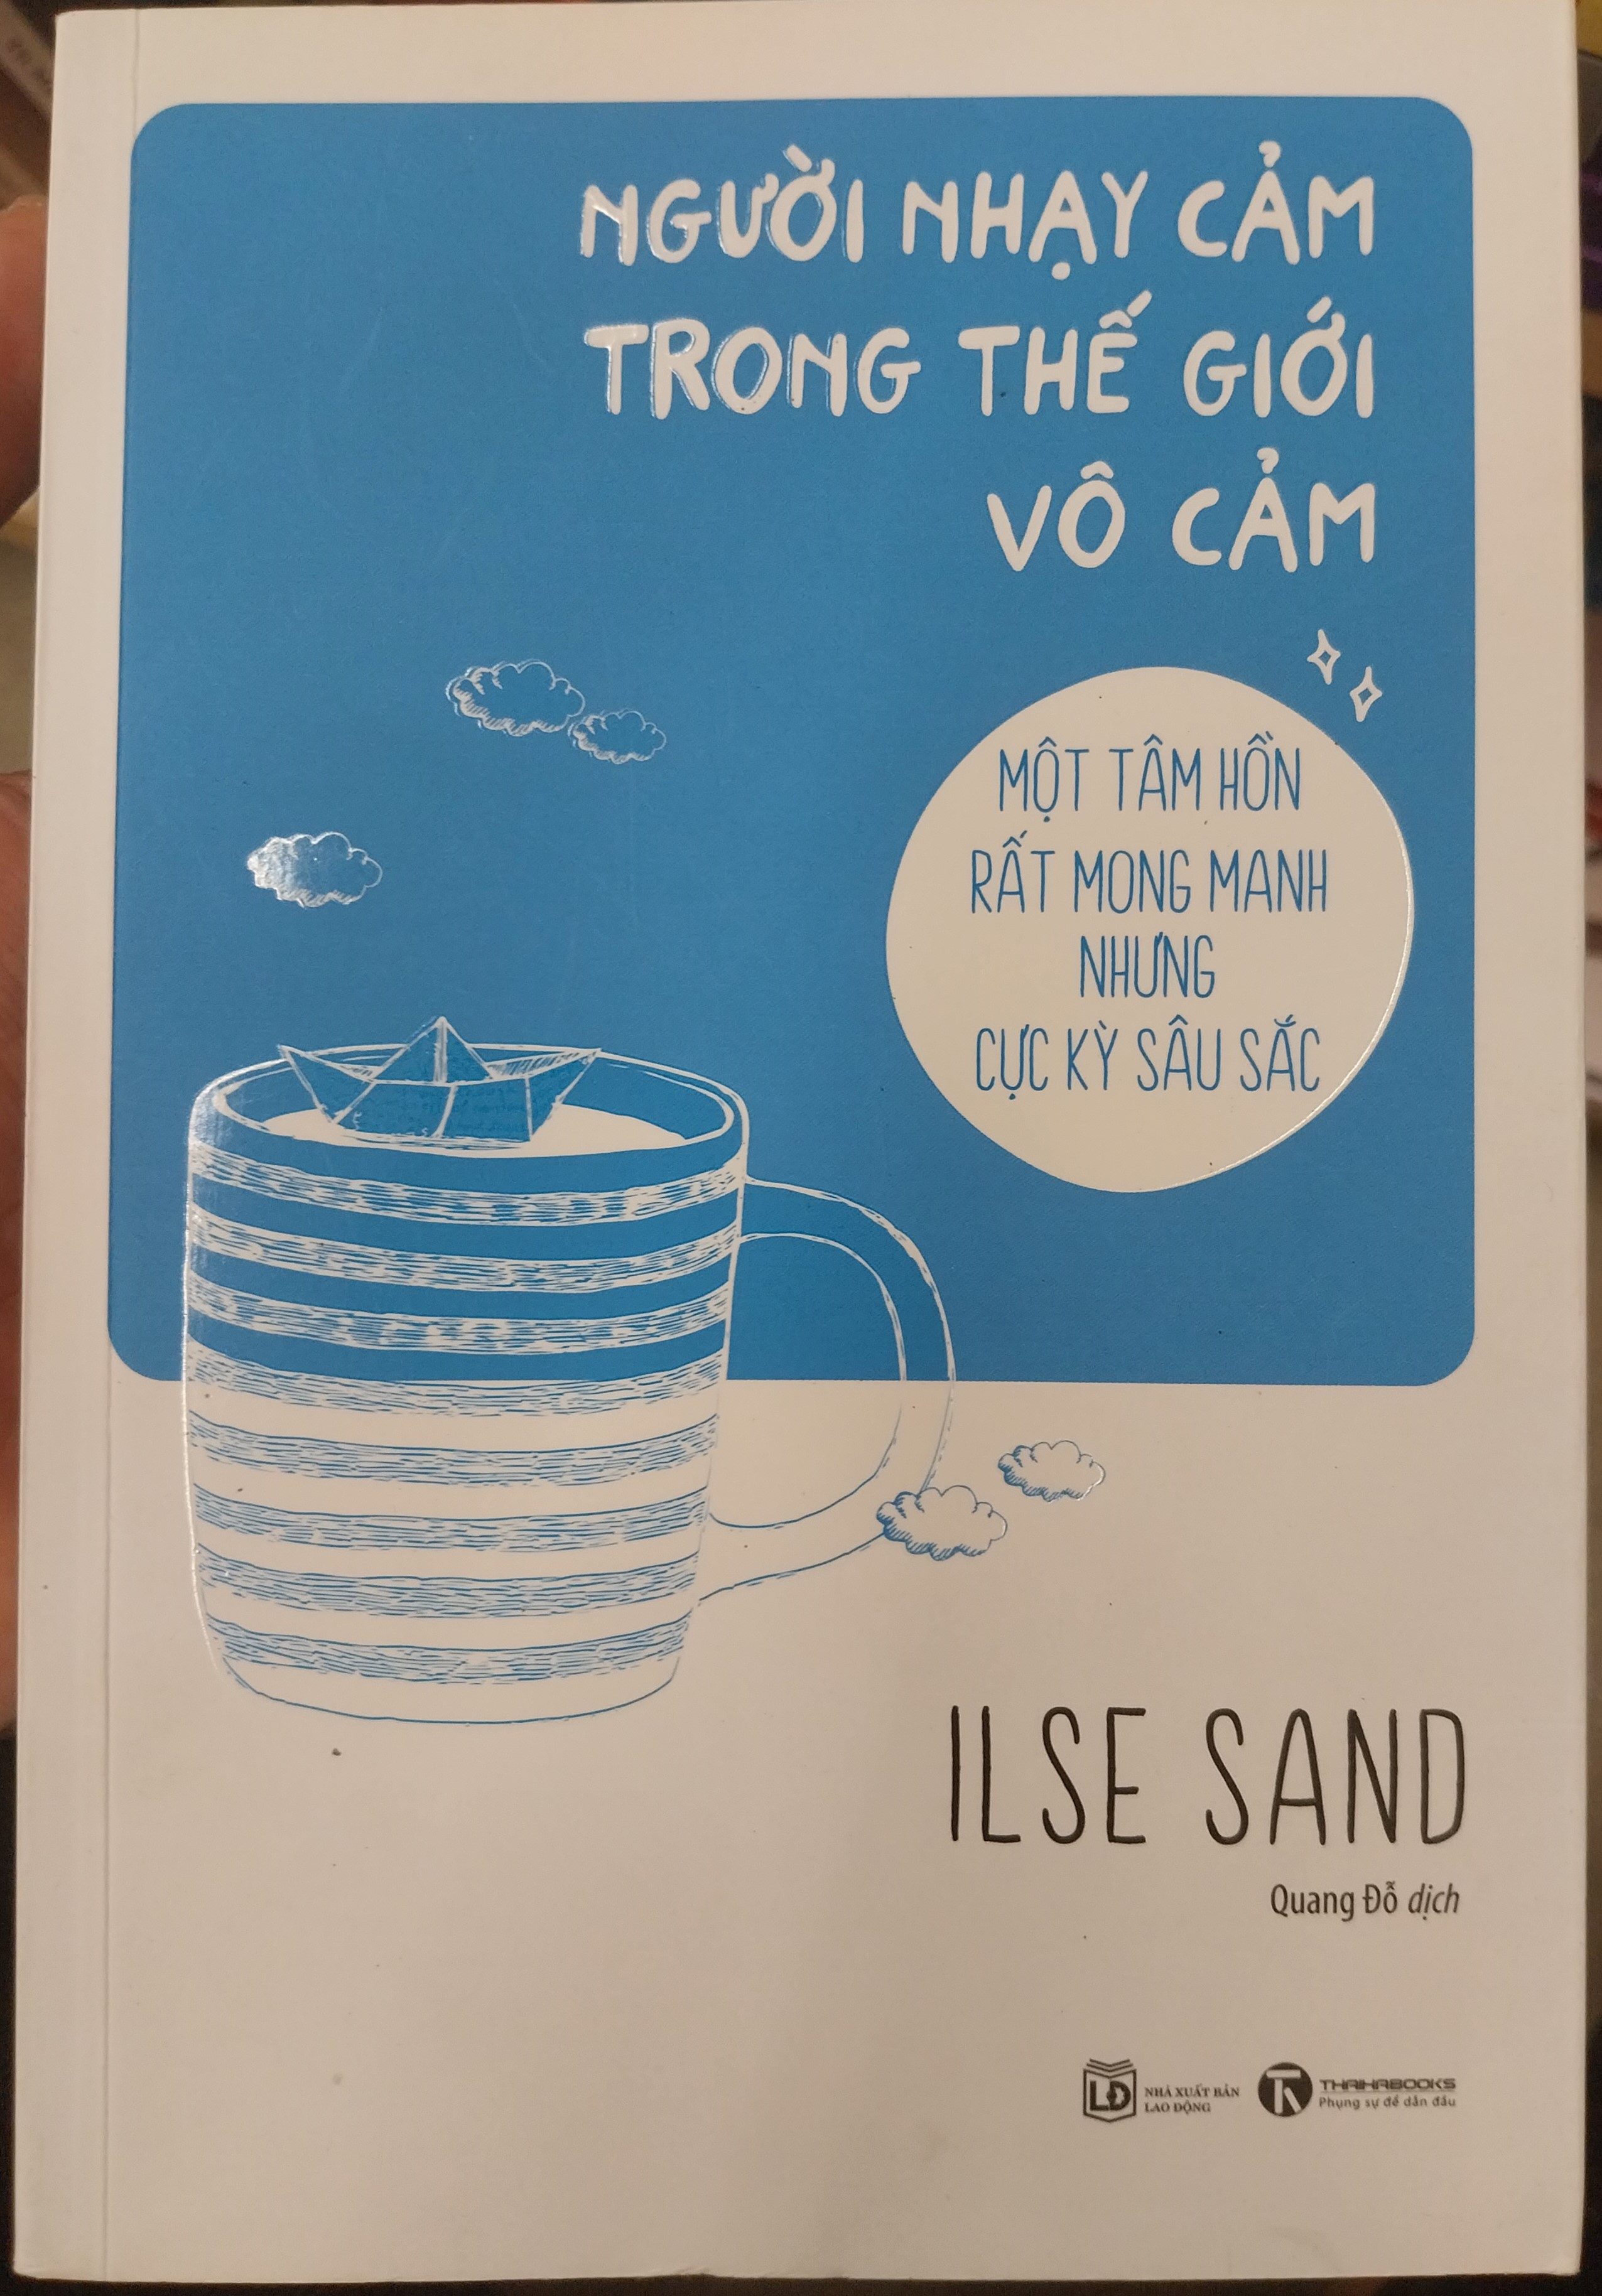 NGƯỜI NHẠY CẢM
TRONG THẾ GIỚI
VÔ CẢM
MỘT TÂM HỒN
RẤT MONG MANH
NHƯNG
CỰC KỲ SÂU SẮC
ILSE SAND
Quang Đỗ dịch
LĐ
NHÀ XUẤT BẢN
LAO ĐỘNG
THAIHABOOKS
Phụng sự để dẫn đầu